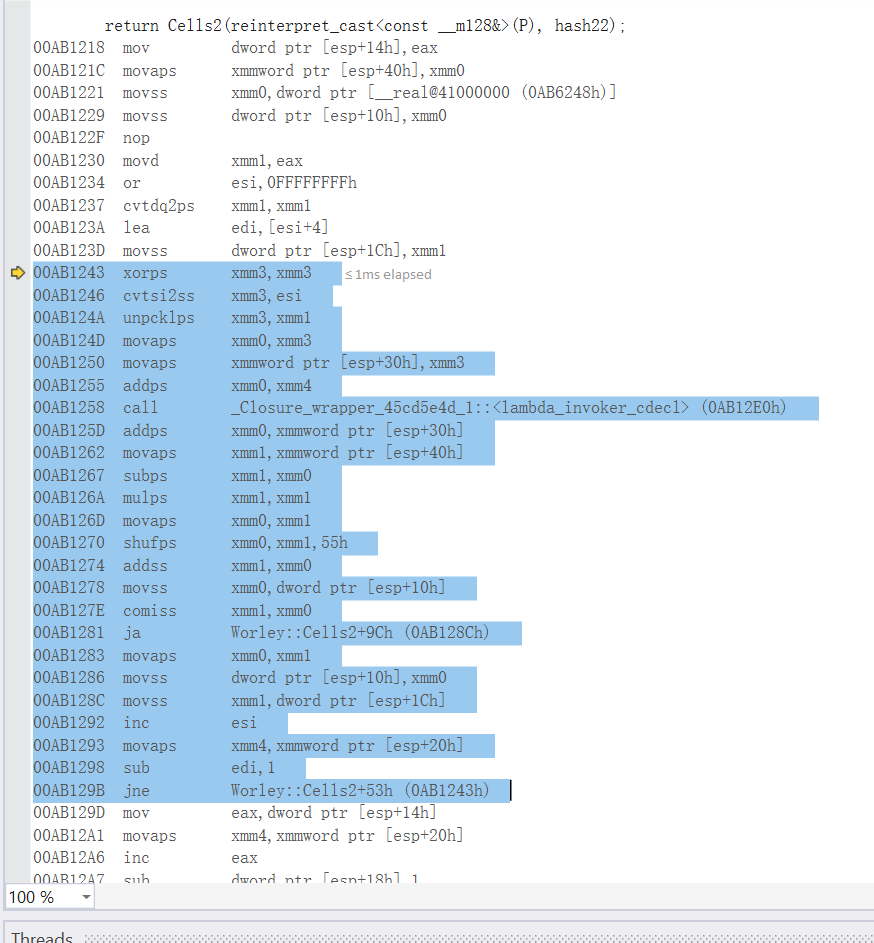 return Cells2(reinterpret_cast<const __m128&>(P), hash22);
00AB1218 mov dword ptr [esp+14h],eax
00AB121C movaps xmmword ptr [esp+40h],xmm0
00AB1221 movss xmm0,dword ptr [__real@41000000 (0AB6248h)]
00AB1229 movss dword ptr [esp+10h],xmm0
00AB122F nop
00AB1230 movd xmm1,eax
00AB1234 or esi,0FFFFFFFFh
00AB1237 cvtdq2ps xmm1,xmm1
00AB123A lea edi,[esi+4]
00AB123D movss dword ptr [esp+1Ch],xmm1
00AB1243 xorps xmm3,xmm3 ≤1ms elapsed
00AB1246 cvtsi2ss xmm3,esi
00AB124A unpcklps xmm3,xmm1
00AB124D movaps xmm0,xmm3
00AB1250 movaps xmmword ptr [esp+30h],xmm3
00AB1255 addps xmm0,xmm4
00AB1258 call _Closure_wrapper_45cd5e4d_1::<lambda_invoker_cdecl> (0AB12E0h)
00AB125D addps xmm0,xmmword ptr [esp+30h]
00AB1262 movaps xmm1,xmmword ptr [esp+40h]
00AB1267 subps xmm1,xmm0
00AB126A mulps xmm1,xmm1
00AB126D movaps xmm0,xmm1
00AB1270 shufps xmm0,xmm1,55h
00AB1274 addss xmm1,xmm0
00AB1278 movss xmm0,dword ptr [esp+10h]
00AB127E comiss xmm1,xmm0
00AB1281 ja Worley::Cells2+9Ch (0AB128Ch)
00AB1283 movaps xmm0,xmm1
00AB1286 movss dword ptr [esp+10h],xmm0
00AB128C movss xmm1,dword ptr [esp+1Ch]
00AB1292 inc esi
00AB1293 movaps xmm4,xmmword ptr [esp+20h]
00AB1298 sub edi,1
00AB129B jne Worley::Cells2+53h (0AB1243h)
00AB129D mov eax,dword ptr [esp+14h]
00AB12A1 movaps xmm4,xmmword ptr [esp+20h]
00AB12A6 inc eax
00AB12A7 sub dword ptr [esp+18h],1
100 %
Threads